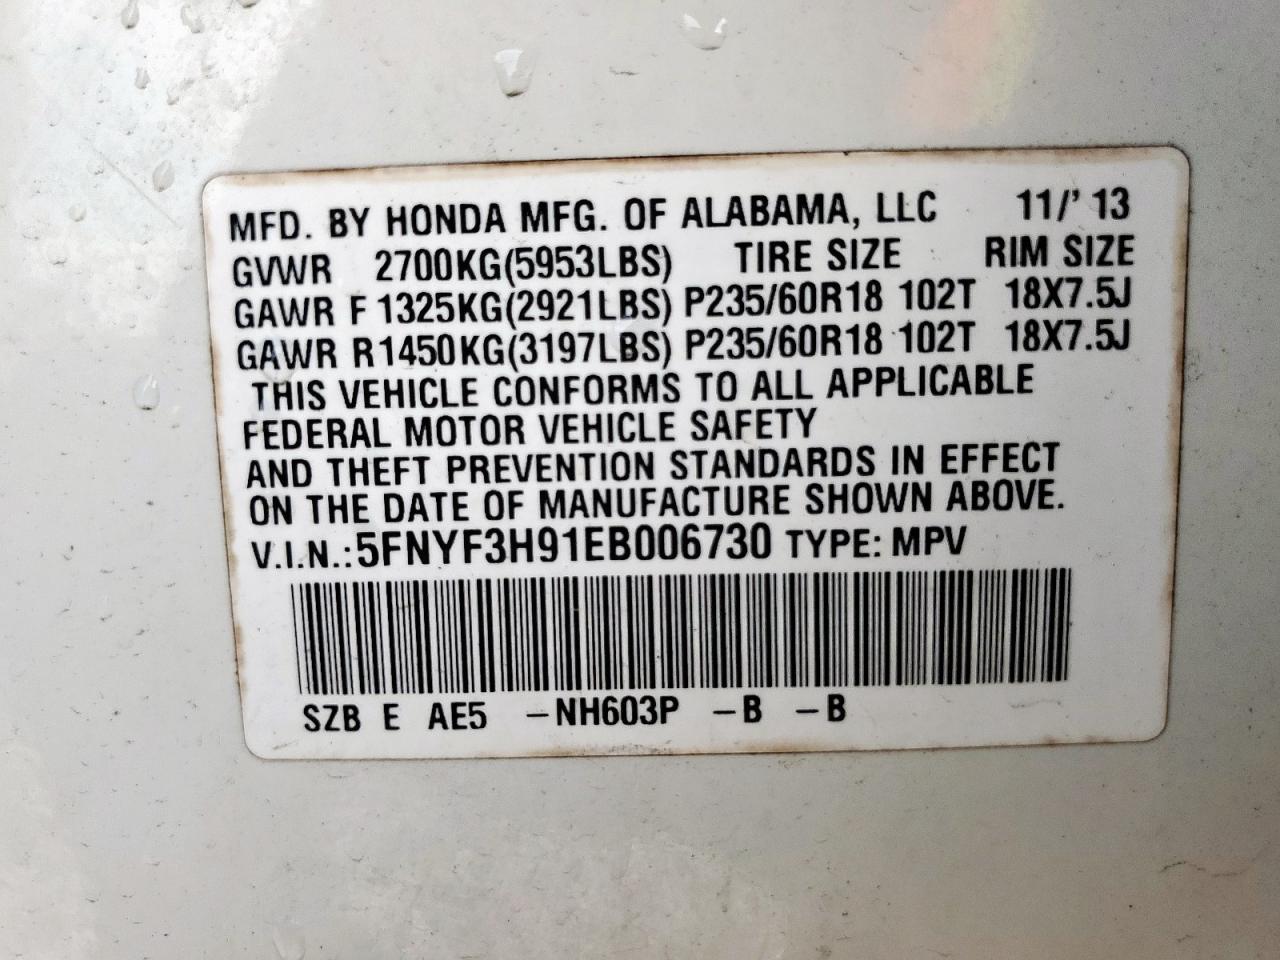 MFD. BY HONDA MFG. OF ALABAMA, LLC 11/' 13
GVWR 2700KG(5953LBS) TIRE SIZE RIM SIZE
GAWR F 1325KG(2921LBS) P235/60R18 102T 18X7.5J
GAWR R1450KG(3197LBS) P235/60R18 102T 18X7.5J
THIS VEHICLE CONFORMS TO ALL APPLICABLE
FEDERAL MOTOR VEHICLE SAFETY
AND THEFT PREVENTION STANDARDS IN EFFECT
ON THE DATE OF MANUFACTURE SHOWN ABOVE.
V.I.N.: 5FNYF3H91EB006730 TYPE: MPV
SZB E AE5 –NH603P –B –B